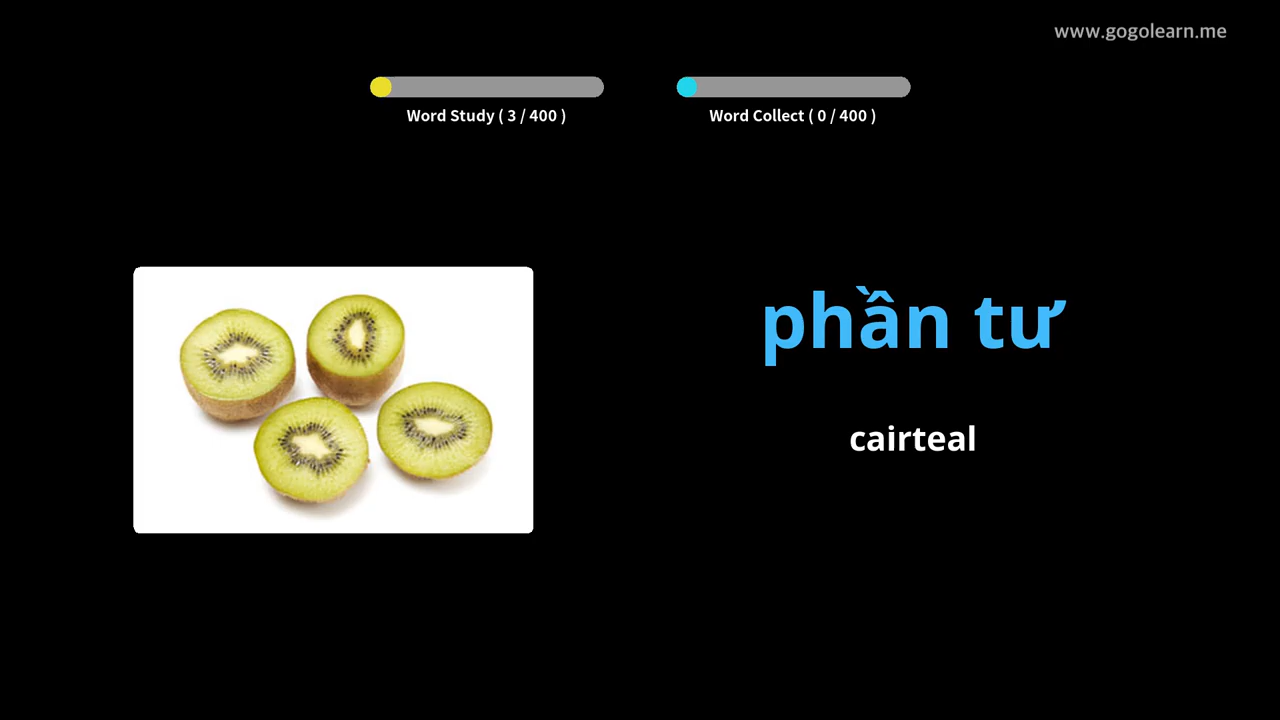 www.gogolearn.me
Word Study ( 3 / 400 )
Word Collect ( 0 / 400 )
phần tư
cairteal